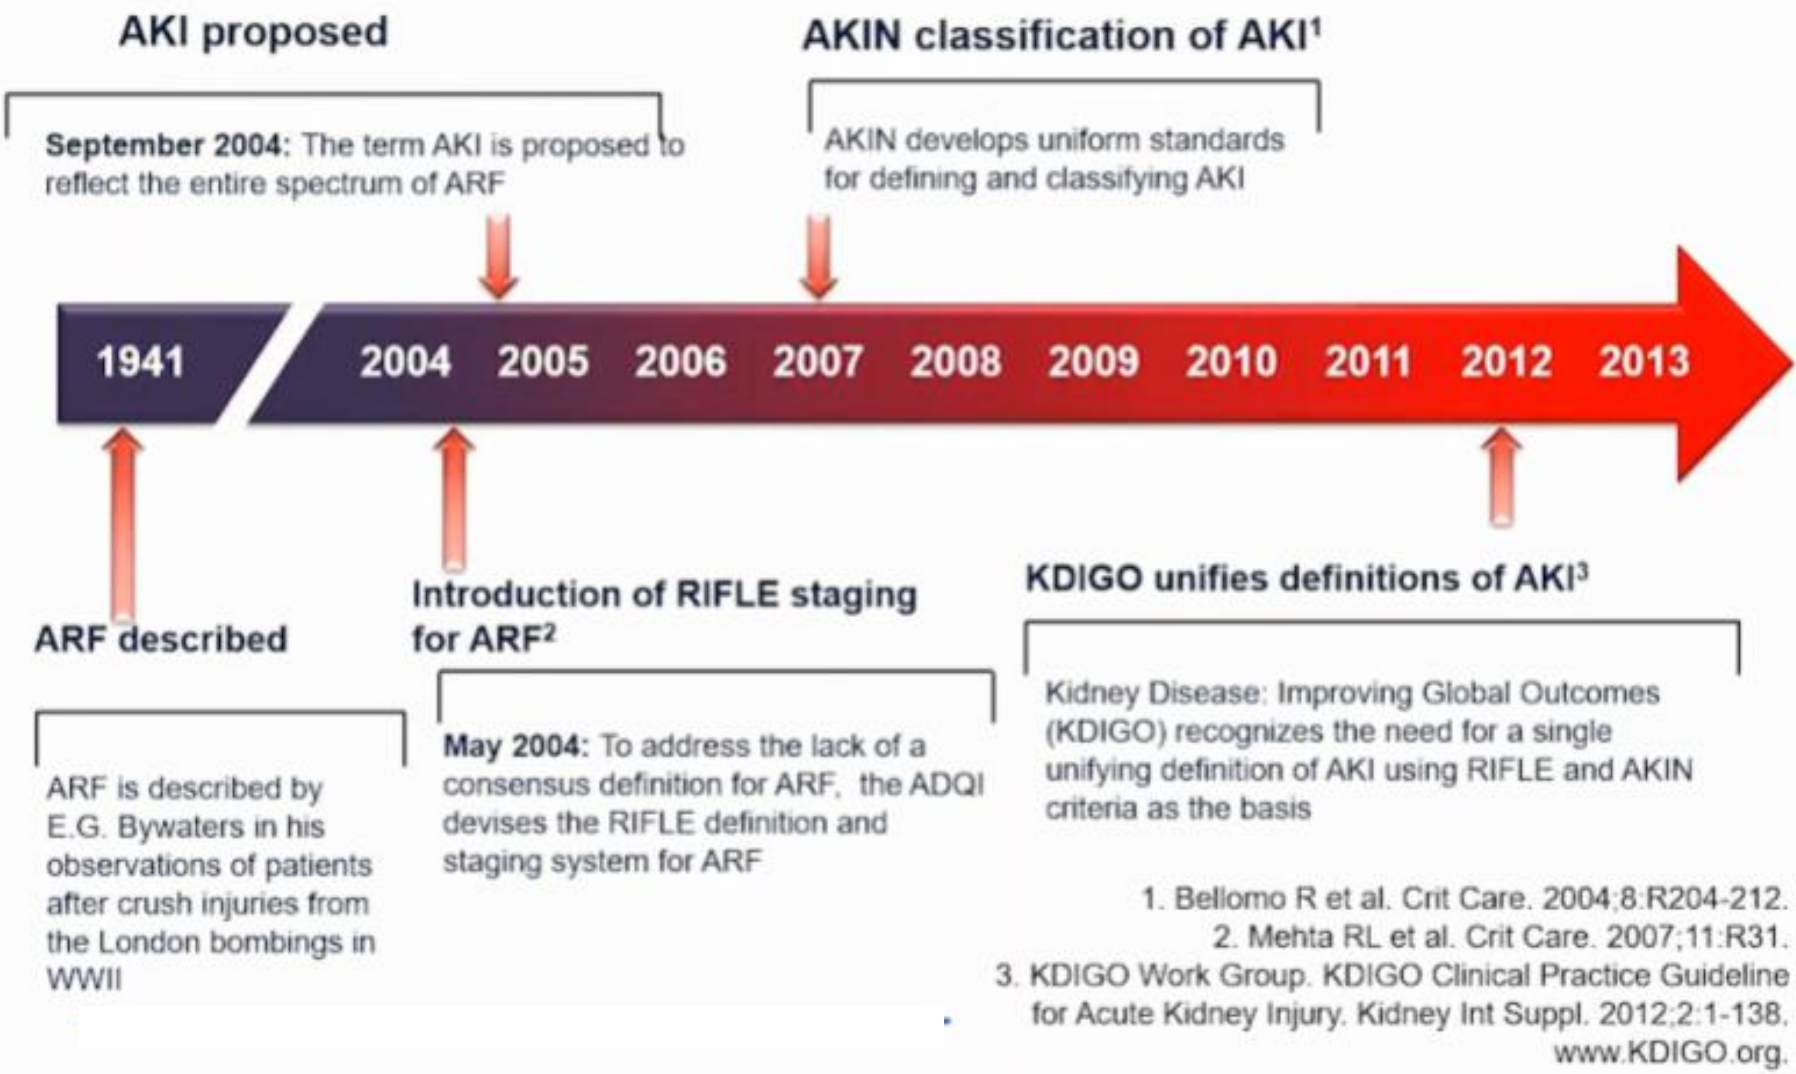 AKI proposed
September 2004: The term AKI is proposed to
reflect the entire spectrum of ARF
AKIN classification of AKI¹
AKIN develops uniform standards
for defining and classifying AKI
1941 2004 2005 2006 2007 2008 2009 2010 2011 2012 2013
ARF described
ARF is described by
E.G. Bywaters in his
observations of patients
after crush injuries from
the London bombings in
WWII
Introduction of RIFLE staging
for ARF²
May 2004: To address the lack of a
consensus definition for ARF, the ADQI
devises the RIFLE definition and
staging system for ARF
KDIGO unifies definitions of AKI³
Kidney Disease: Improving Global Outcomes
(KDIGO) recognizes the need for a single
unifying definition of AKI using RIFLE and AKIN
criteria as the basis
1. Bellomo R et al. Crit Care. 2004;8:R204-212.
2. Mehta RL et al. Crit Care. 2007;11:R31.
3. KDIGO Work Group. KDIGO Clinical Practice Guideline
for Acute Kidney Injury. Kidney Int Suppl. 2012;2:1-138.
www.KDIGO.org.